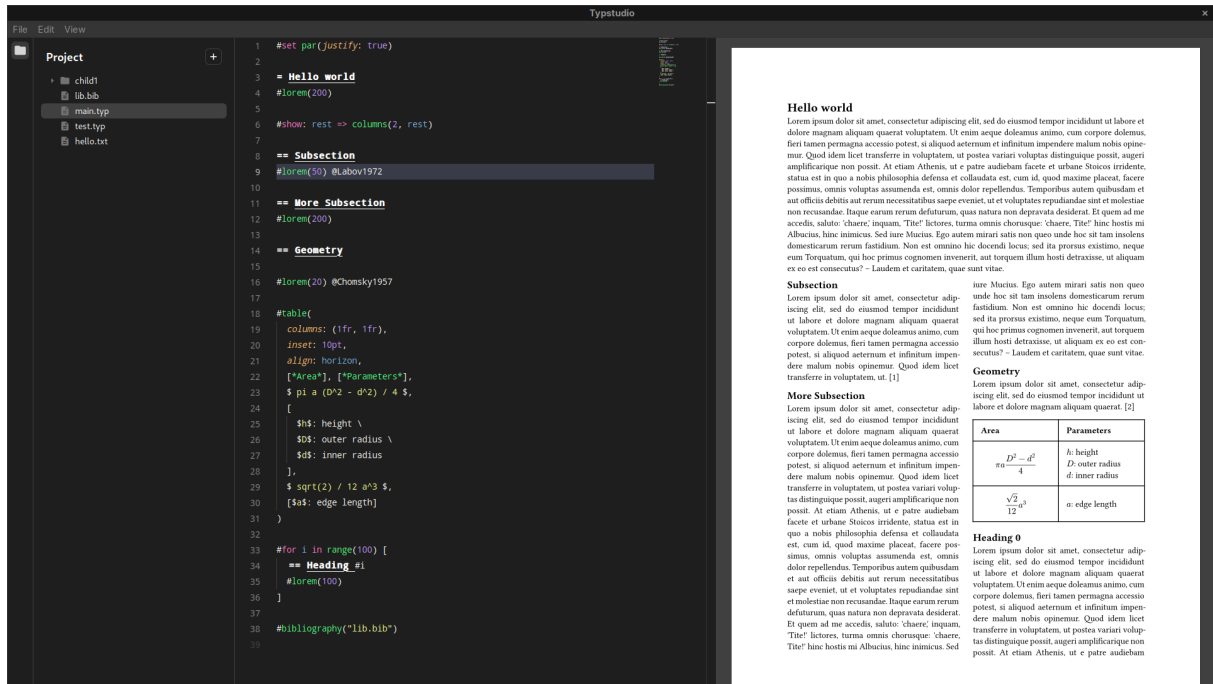 Typstudio
×
File Edit View
Project
+
child1
lib.bib
main.typ
test.typ
hello.txt
1 #set par(justify: true)
2
3 = Hello world
4 #lorem(200)
5
6 #show: rest => columns(2, rest)
7
8 == Subsection
9 #lorem(50) @Labov1972
10
11 == More Subsection
12 #lorem(200)
13
14 == Geometry
15
16 #lorem(20) @Chomsky1957
17
18 #table(
19 columns: (1fr, 1fr),
20 inset: 10pt,
21 align: horizon,
22 [*Area*], [*Parameters*],
23 $ pi a (D^2 - d^2) / 4 $,
24 [
25 $h$: height \
26 $D$: outer radius \
27 $d$: inner radius
28 ],
29 $ sqrt(2) / 12 a^3 $,
30 [$a$: edge length]
31 )
32
33 #for i in range(100) [
34 == Heading #i
35 #lorem(100)
36 ]
37
38 #bibliography("lib.bib")
39
Hello world
Lorem ipsum dolor sit amet, consectetur adipiscing elit, sed do eiusmod tempor incididunt ut labore et
dolore magnam aliquam quaerat voluptatem. Ut enim aeque doleamus animo, cum corpore dolemus,
fieri tamen permagna accessio potest, si aliquod aeternum et infinitum impendere malum nobis opine-
mur. Quod idem licet transferre in voluptatem, ut postea variari voluptas distinguique possit, augeri
amplificarique non possit. At etiam Athenis, ut e patre audiebam facete et urbane Stoicos irridente,
statua est in quo a nobis philosophia defensa et collaudata est, cum id, quod maxime placeat, facere
possimus, omnis voluptas assumenda est, omnis dolor repellendus. Temporibus autem quibusdam et
aut officiis debitis aut rerum necessitatibus saepe eveniet, ut et voluptates repudiandae sint et molestiae
non recusandae. Itaque earum rerum defuturum, quas natura non depravata desiderat. Et quem ad me
accedis, saluto: 'chaere,' inquam, 'Tite!' lictores, turma omnis chorusque: 'chaere, Tite!' hinc hostis mi
Albucius, hinc inimicus. Sed iure Mucius. Ego autem mirari satis non queo unde hoc sit tam insolens
domesticarum rerum fastidium. Non est omnino hic docendi locus; sed ita prorsus existimo, neque
eum Torquatum, qui hoc primus cognomen invenerit, aut torquem illum hosti detraxisse, ut aliquam
ex eo est consecutus? – Laudem et caritatem, quae sunt vitae.
Subsection
Lorem ipsum dolor sit amet, consectetur adip-
iscing elit, sed do eiusmod tempor incididunt
ut labore et dolore magnam aliquam quaerat
voluptatem. Ut enim aeque doleamus animo, cum
corpore dolemus, fieri tamen permagna accessio
potest, si aliquod aeternum et infinitum impen-
dere malum nobis opinemur. Quod idem licet
transferre in voluptatem, ut. [1]
More Subsection
Lorem ipsum dolor sit amet, consectetur adip-
iscing elit, sed do eiusmod tempor incididunt
ut labore et dolore magnam aliquam quaerat
voluptatem. Ut enim aeque doleamus animo, cum
corpore dolemus, fieri tamen permagna accessio
potest, si aliquod aeternum et infinitum impen-
dere malum nobis opinemur. Quod idem licet
transferre in voluptatem, ut postea variari volup-
tas distinguique possit, augeri amplificarique non
possit. At etiam Athenis, ut e patre audiebam
facete et urbane Stoicos irridente, statua est in
quo a nobis philosophia defensa et collaudata
est, cum id, quod maxime placeat, facere pos-
simus, omnis voluptas assumenda est, omnis
dolor repellendus. Temporibus autem quibusdam
et aut officiis debitis aut rerum necessitatibus
saepe eveniet, ut et voluptates repudiandae sint
et molestiae non recusandae. Itaque earum rerum
defuturum, quas natura non depravata desiderat.
Et quem ad me accedis, saluto: 'chaere,' inquam,
'Tite!' lictores, turma omnis chorusque: 'chaere,
Tite!' hinc hostis mi Albucius, hinc inimicus. Sed
iure Mucius. Ego autem mirari satis non queo
unde hoc sit tam insolens domesticarum rerum
fastidium. Non est omnino hic docendi locus;
sed ita prorsus existimo, neque eum Torquatum,
qui hoc primus cognomen invenerit, aut torquem
illum hosti detraxisse, ut aliquam ex eo est con-
secutus? – Laudem et caritatem, quae sunt vitae.
Geometry
Lorem ipsum dolor sit amet, consectetur adip-
iscing elit, sed do eiusmod tempor incididunt ut
labore et dolore magnam aliquam quaerat. [2]
Area Parameters
πa (D² − d²)/4
h: height
D: outer radius
d: inner radius
√2/12 a³
a: edge length
Heading 0
Lorem ipsum dolor sit amet, consectetur adip-
iscing elit, sed do eiusmod tempor incididunt
ut labore et dolore magnam aliquam quaerat
voluptatem. Ut enim aeque doleamus animo, cum
corpore dolemus, fieri tamen permagna accessio
potest, si aliquod aeternum et infinitum impen-
dere malum nobis opinemur. Quod idem licet
transferre in voluptatem, ut postea variari volup-
tas distinguique possit, augeri amplificarique non
possit. At etiam Athenis, ut e patre audiebam